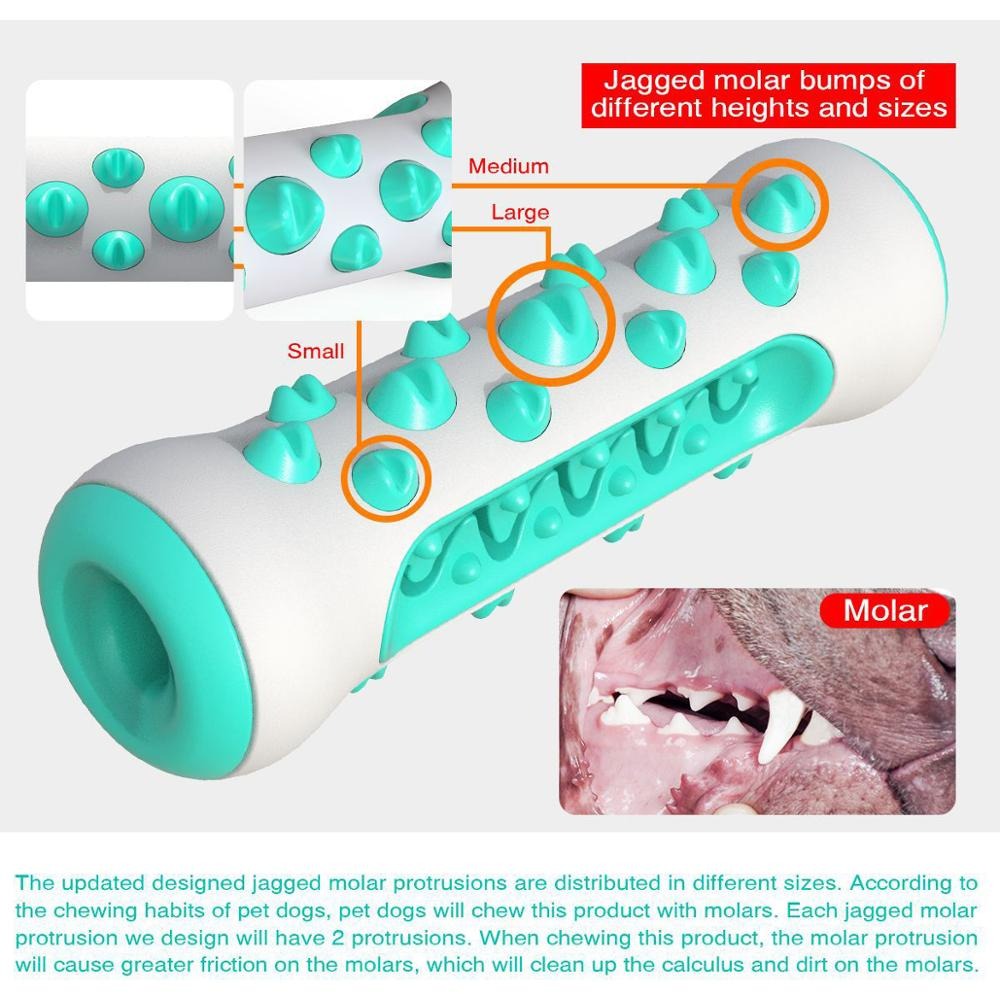 Jagged molar bumps of
different heights and sizes
Medium
Large
Small
Molar
The updated designed jagged molar protrusions are distributed in different sizes. According to
the chewing habits of pet dogs, pet dogs will chew this product with molars. Each jagged molar
protrusion we design will have 2 protrusions. When chewing this product, the molar protrusion
will cause greater friction on the molars, which will clean up the calculus and dirt on the molars.